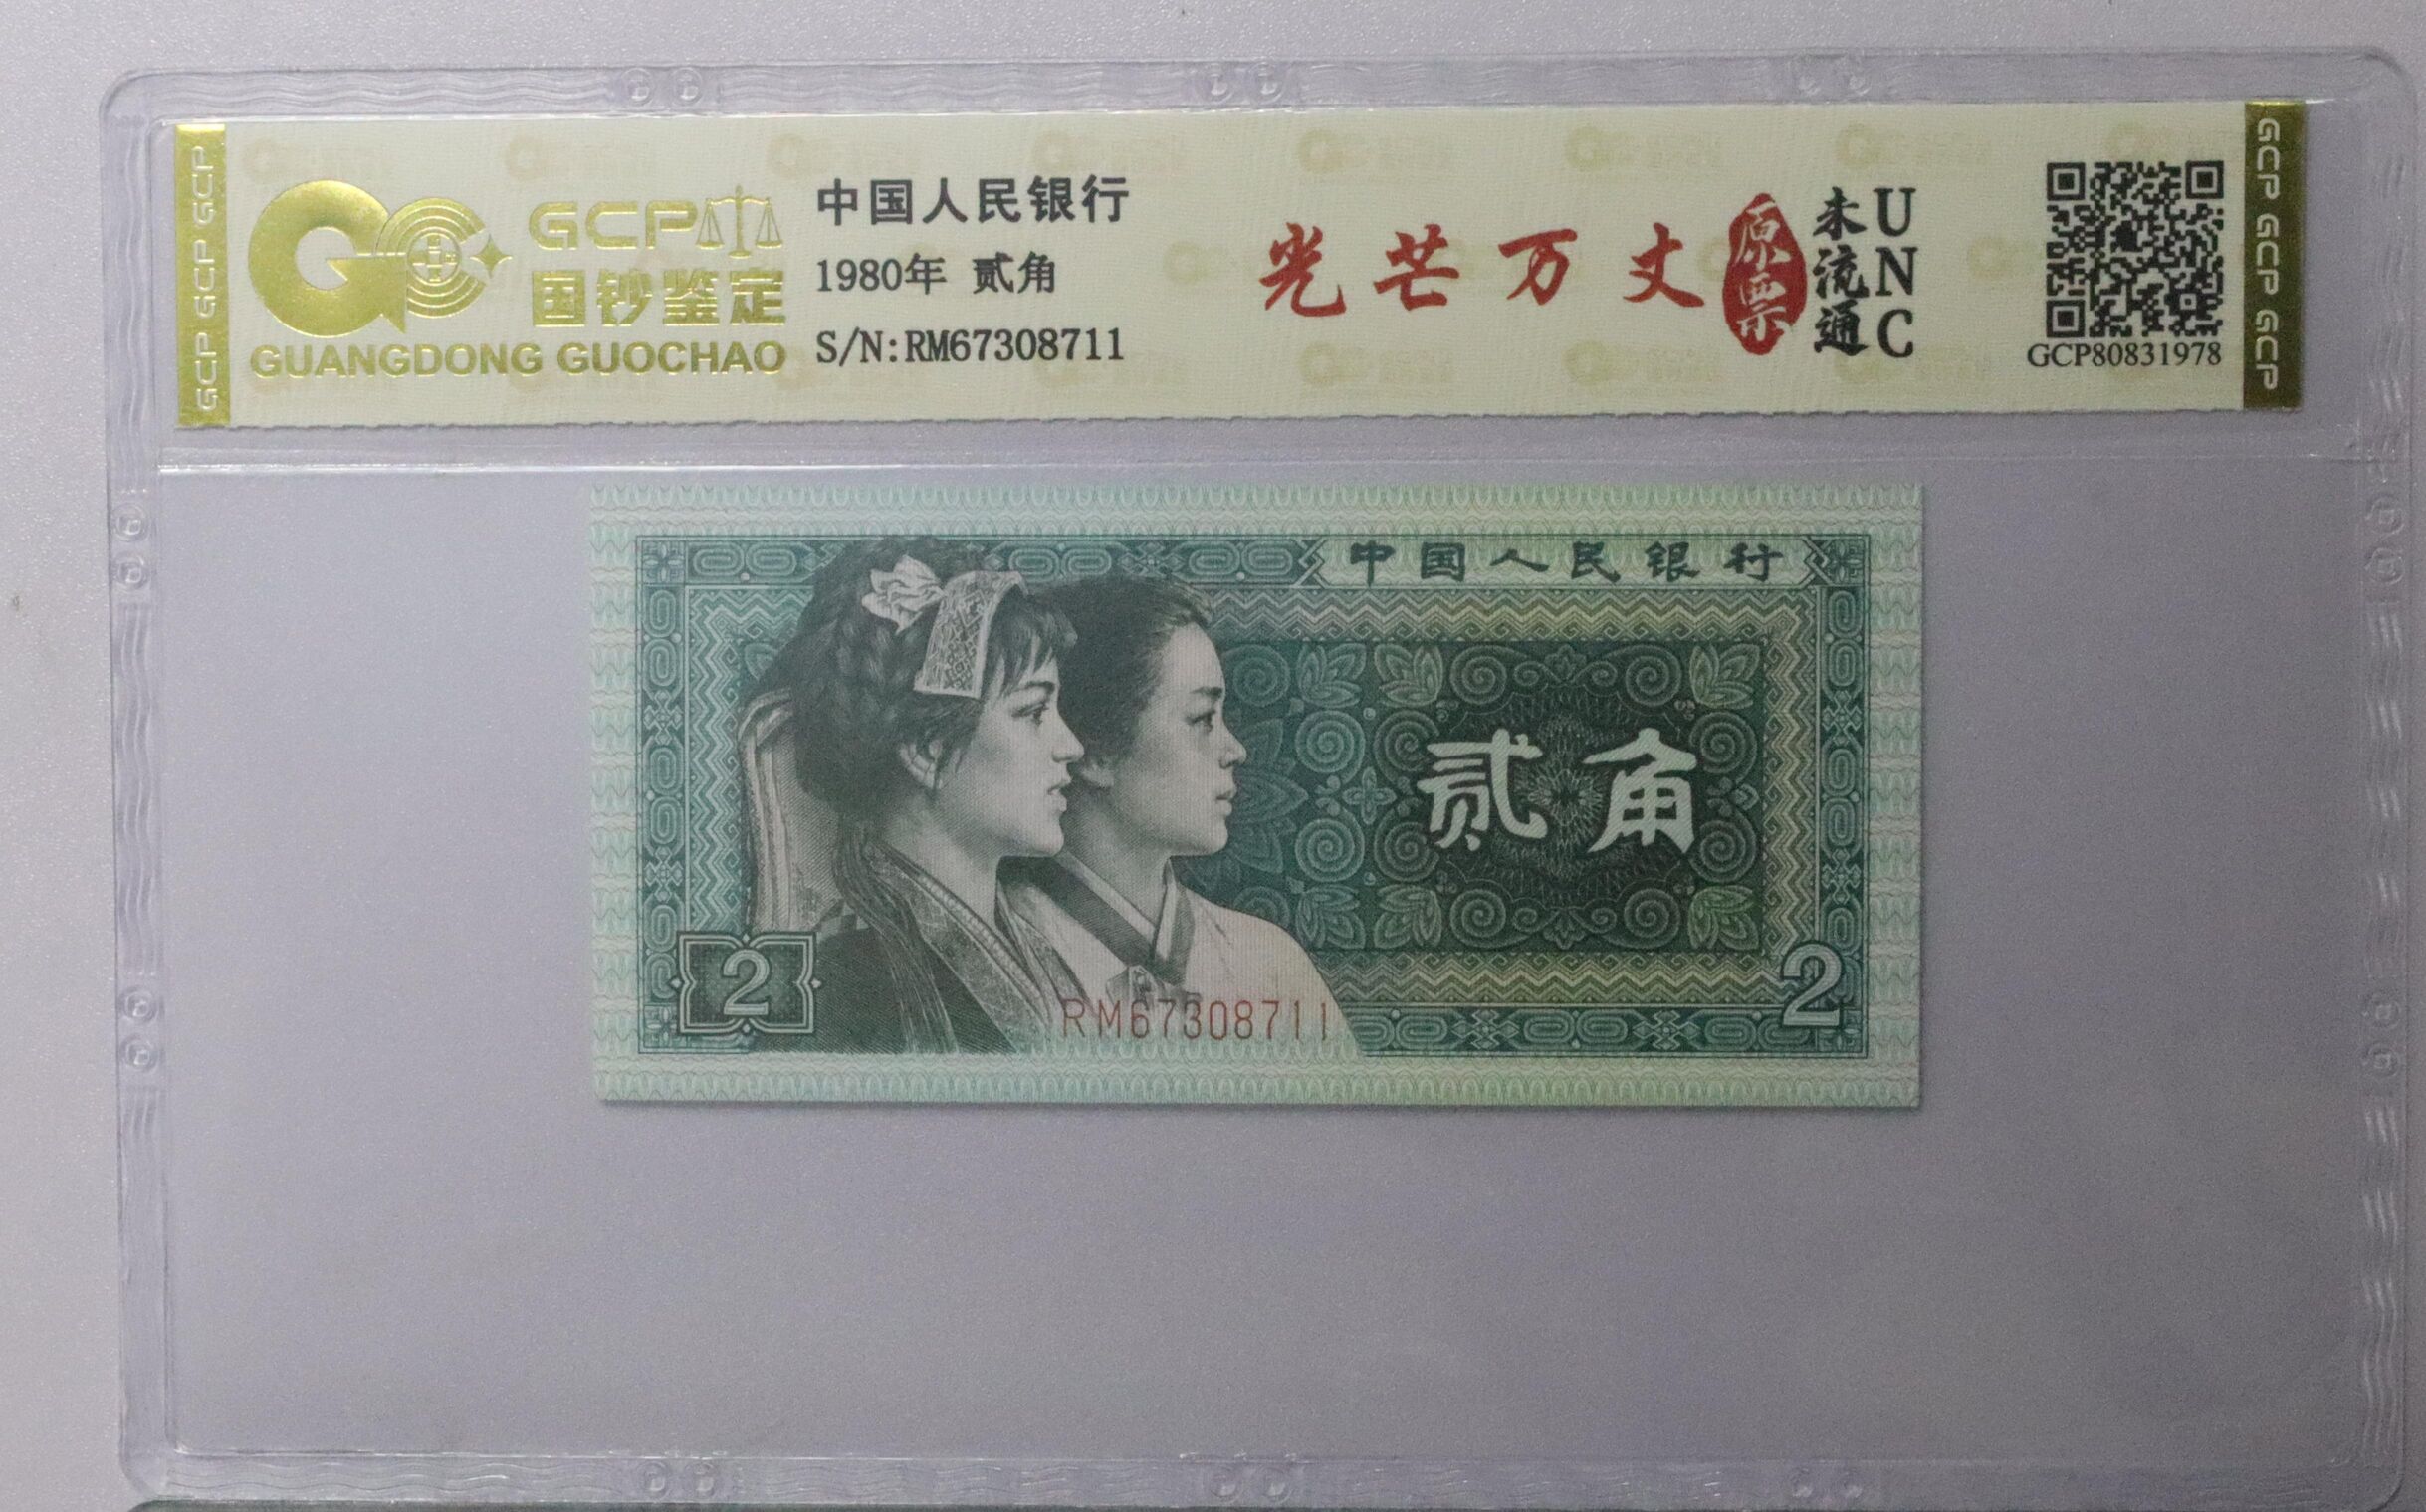 GCP GCP GCP
GCP
国钞鉴定
GUANGDONG GUOCHAO
中国人民银行
1980年 贰角
S/N:RM67308711
光芒万丈
原票
未流通
UNC
GCP80831978
GCP GCP GCP
中国人民银行
贰角
2
RM67308711
2